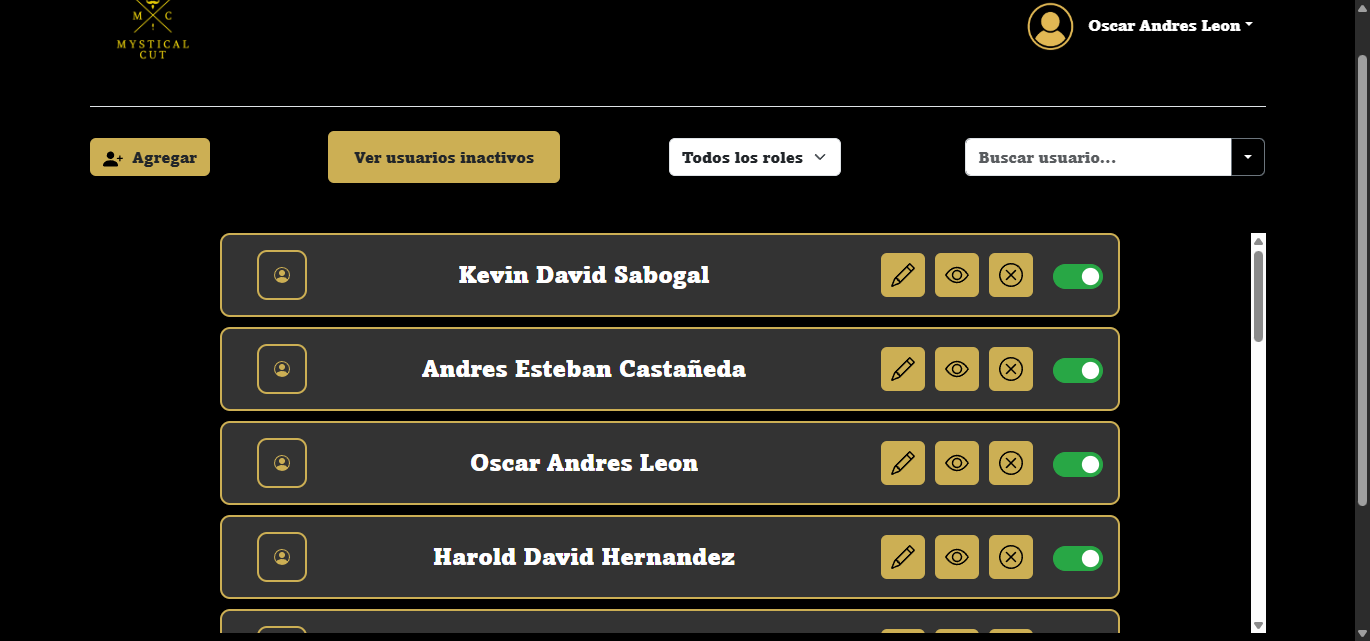 M C
MYSTICAL
CUT
Oscar Andres Leon
Agregar
Ver usuarios inactivos
Todos los roles
Buscar usuario...
Kevin David Sabogal
Andres Esteban Castañeda
Oscar Andres Leon
Harold David Hernandez